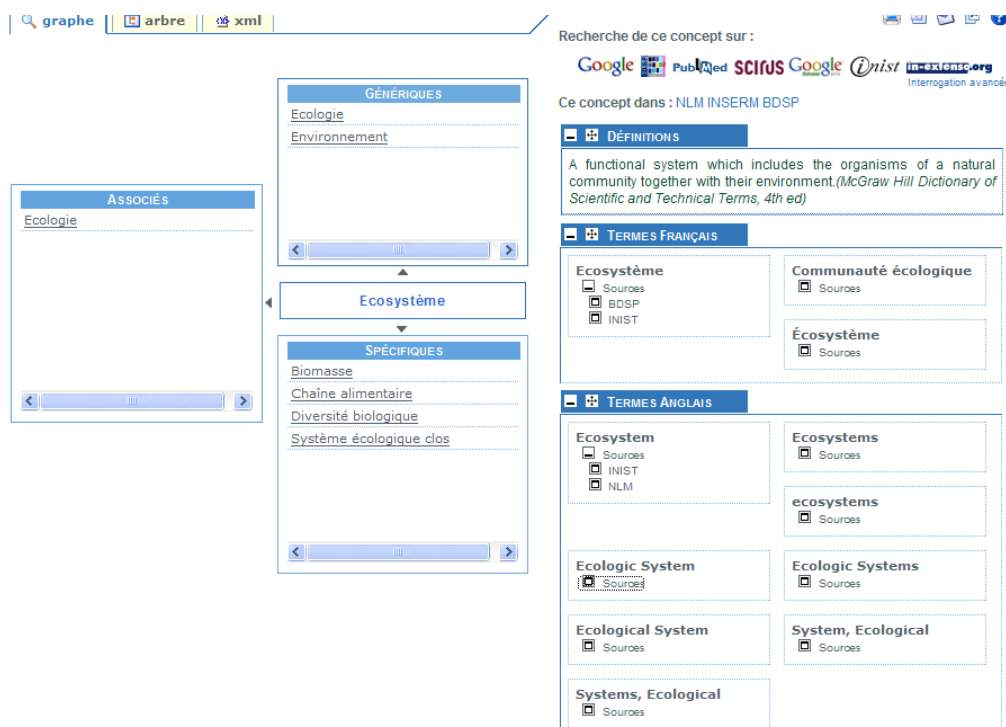 graphe
arbre
xml
Recherche de ce concept sur :
Google PubMed SCIRUS Google inist in-extenso.org
Interrogation avancée
Ce concept dans : NLM INSERM BDSP
GÉNÉRIQUES
Ecologie
Environnement
ASSOCIÉS
Ecologie
Ecosystème
SPÉCIFIQUES
Biomasse
Chaîne alimentaire
Diversité biologique
Système écologique clos
DÉFINITIONS
A functional system which includes the organisms of a natural
community together with their environment.(McGraw Hill Dictionary of
Scientific and Technical Terms, 4th ed)
TERMES FRANÇAIS
Ecosystème
Sources
BDSP
INIST
Communauté écologique
Sources
Écosystème
Sources
TERMES ANGLAIS
Ecosystem
Sources
INIST
NLM
Ecosystems
Sources
ecosystems
Sources
Ecologic System
Sources
Ecologic Systems
Sources
Ecological System
Sources
System, Ecological
Sources
Systems, Ecological
Sources